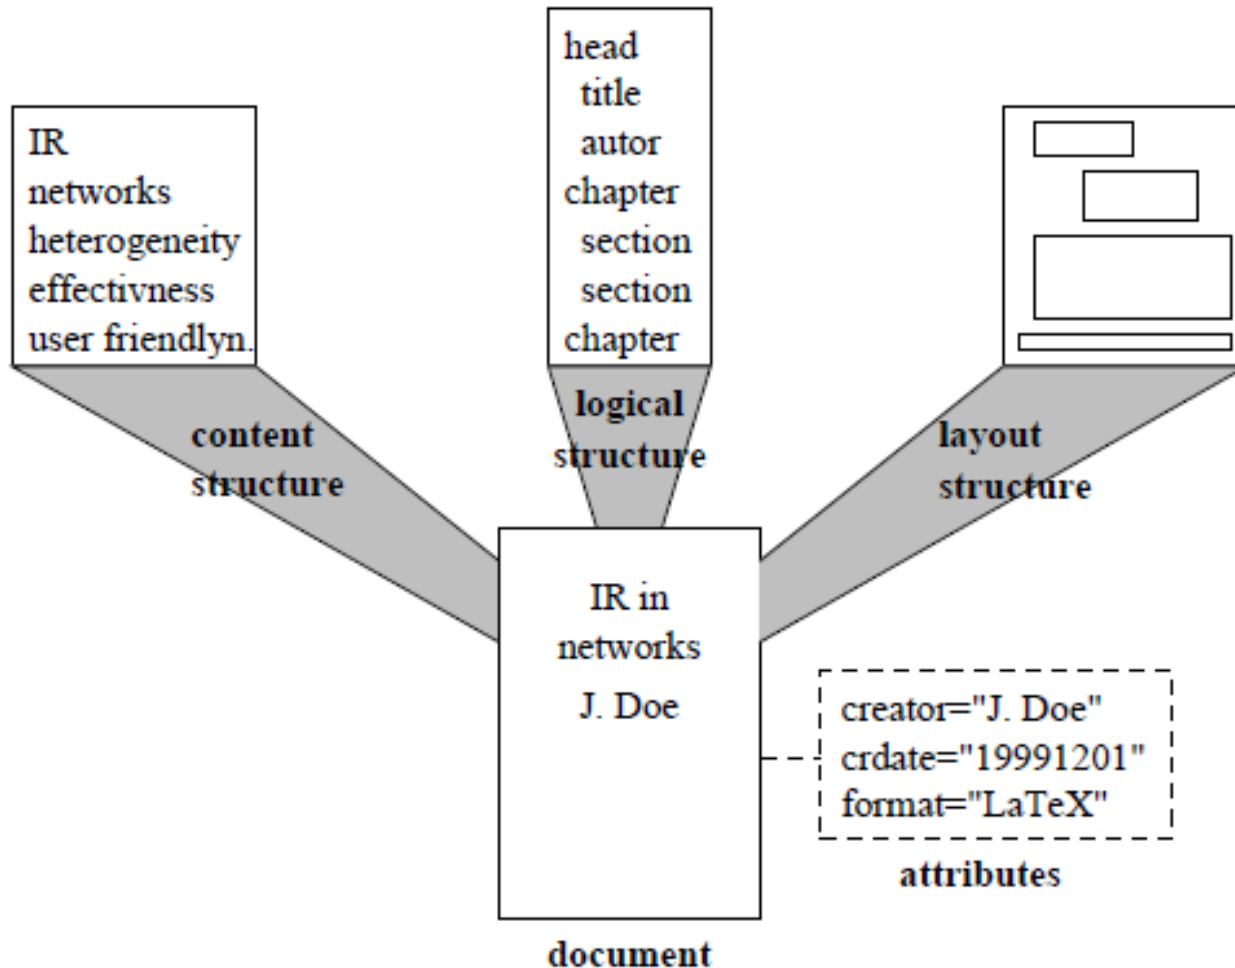 head
title
autor
chapter
section
section
chapter
IR
networks
heterogeneity
effectivness
user friendlyn.
content
structure
logical
structure
layout
structure
IR in
networks
J. Doe
creator="J. Doe"
crdate="19991201"
format="LaTeX"
attributes
document